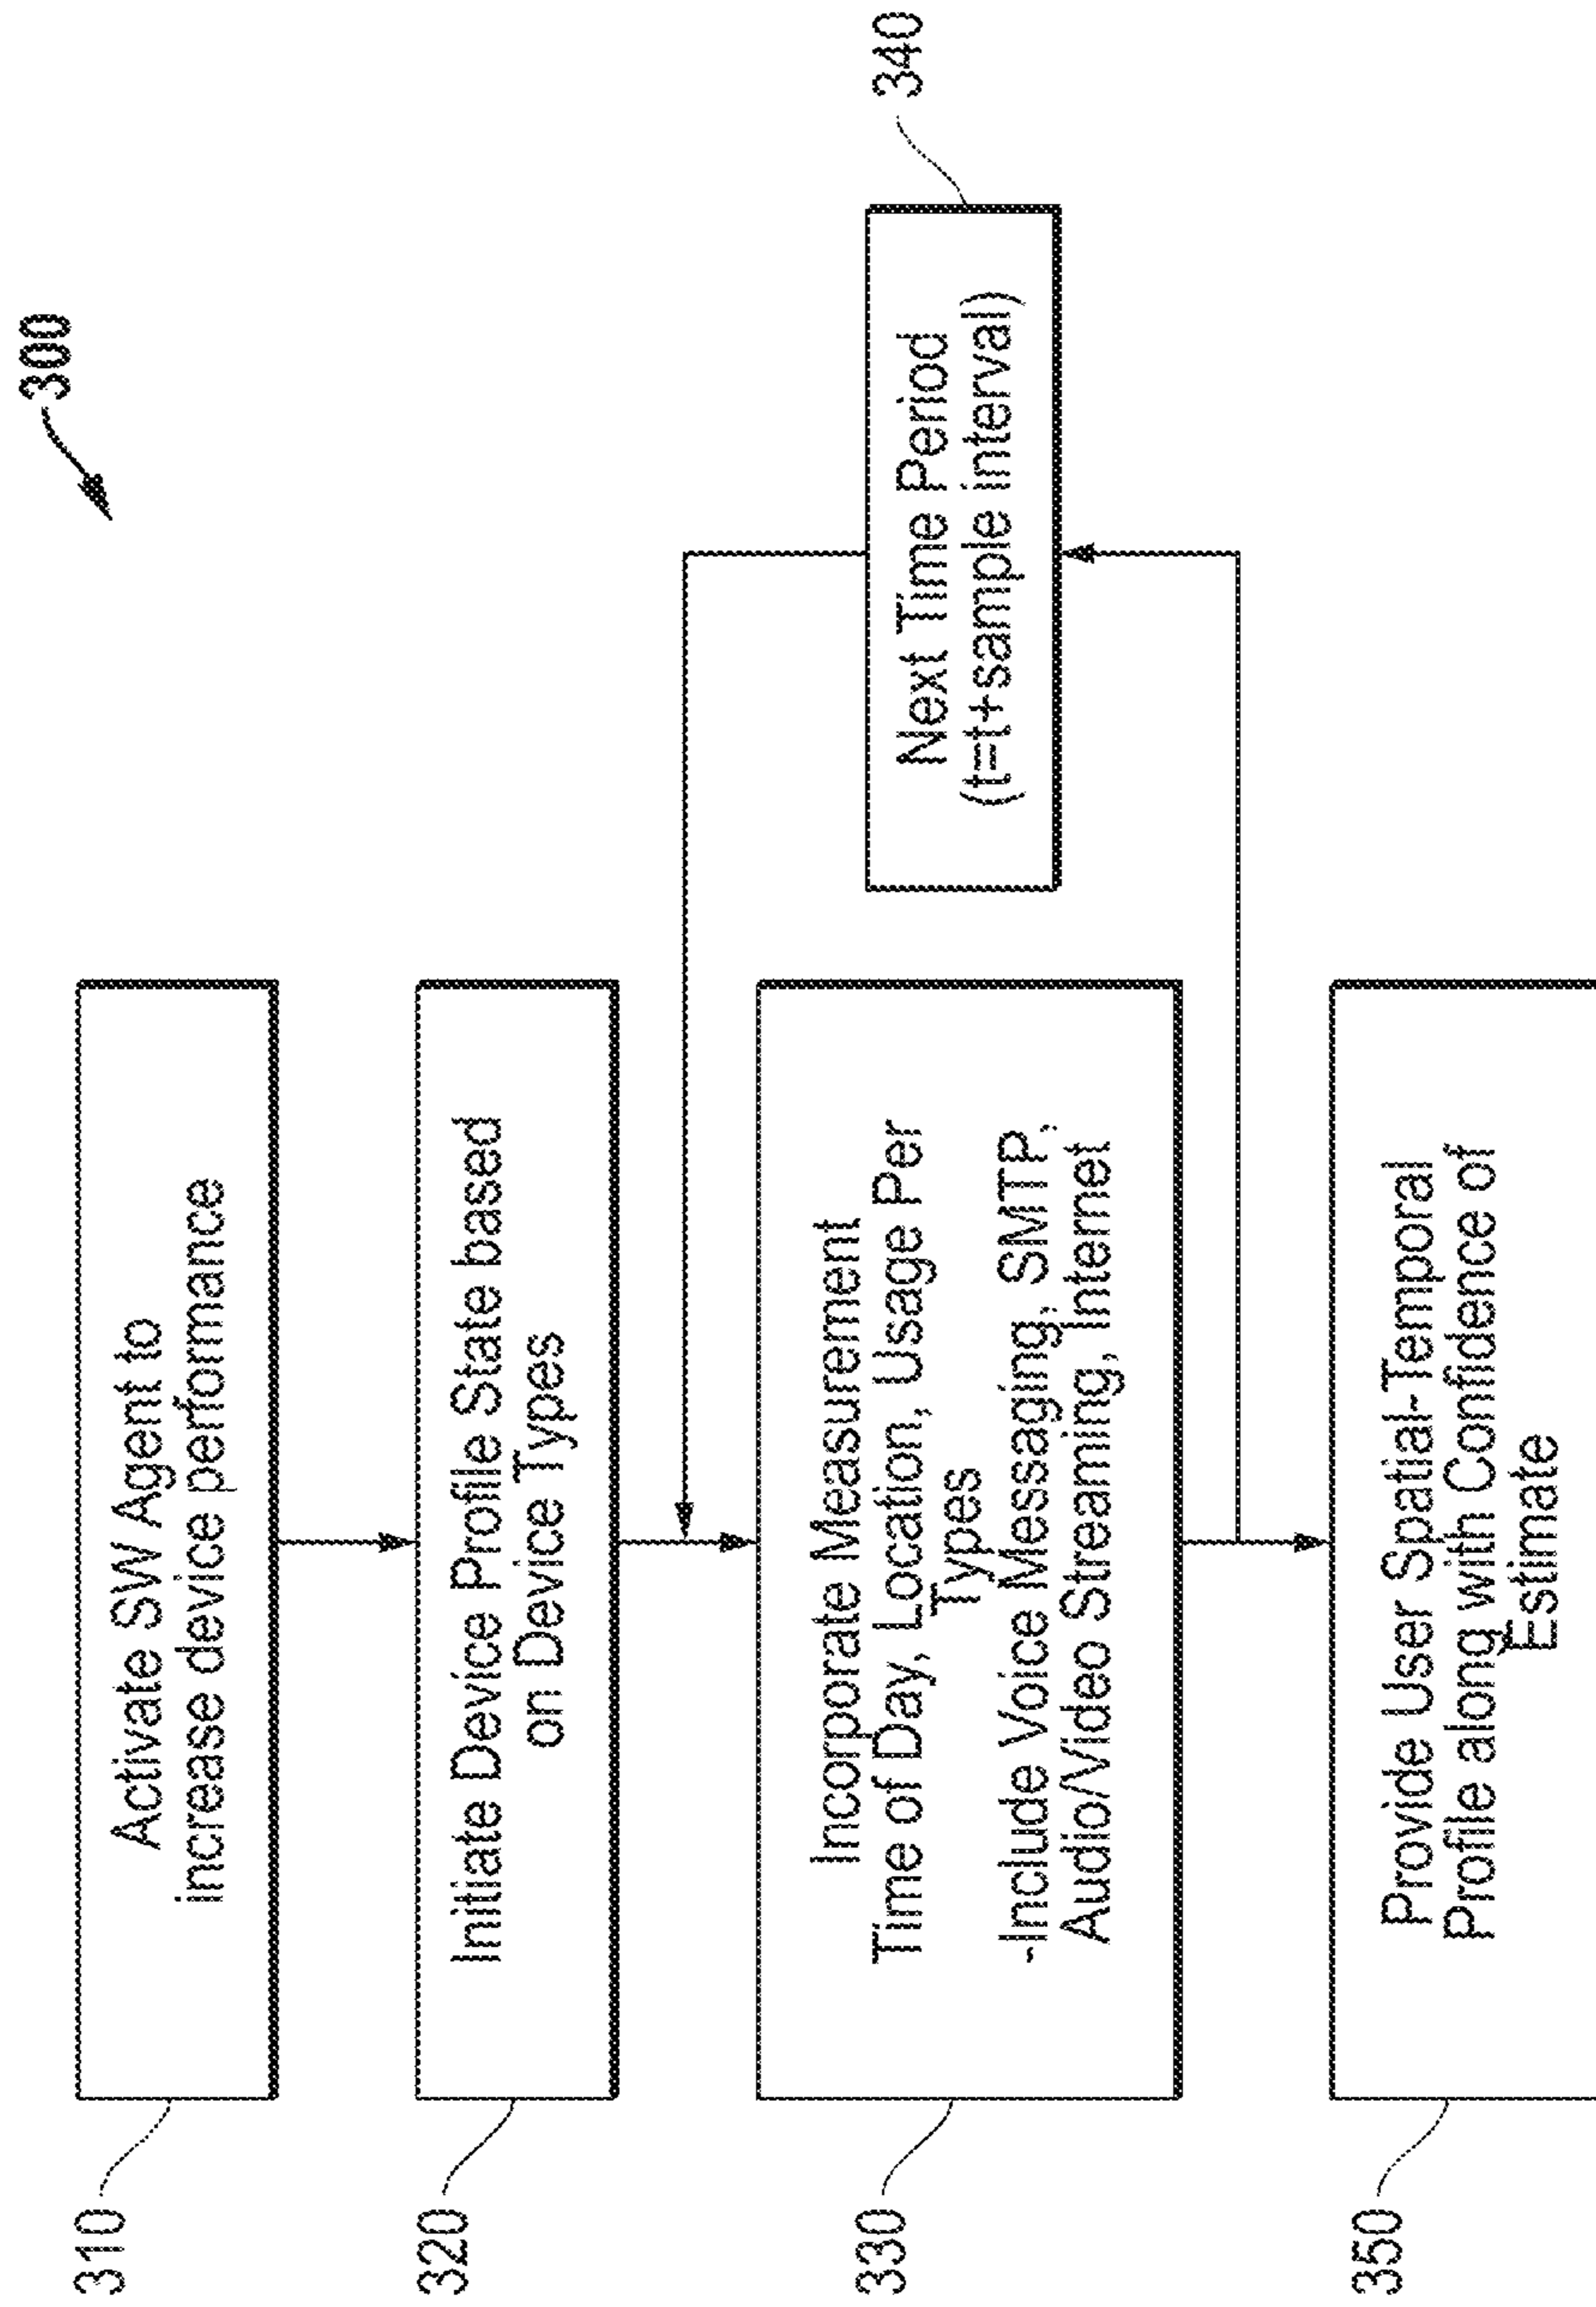 300
310
Activate SW Agent to
increase device performance
320
Initiate Device Profile State based
on Device Types
330
Incorporate Measurement
Time of Day, Location, Usage Per
Types
-Include Voice Messaging, SMTP,
Audio/Video Streaming, Internet
340
Next Time Period
(t=t+sample interval)
350
Provide User Spatial-Temporal
Profile along with Confidence of
Estimate